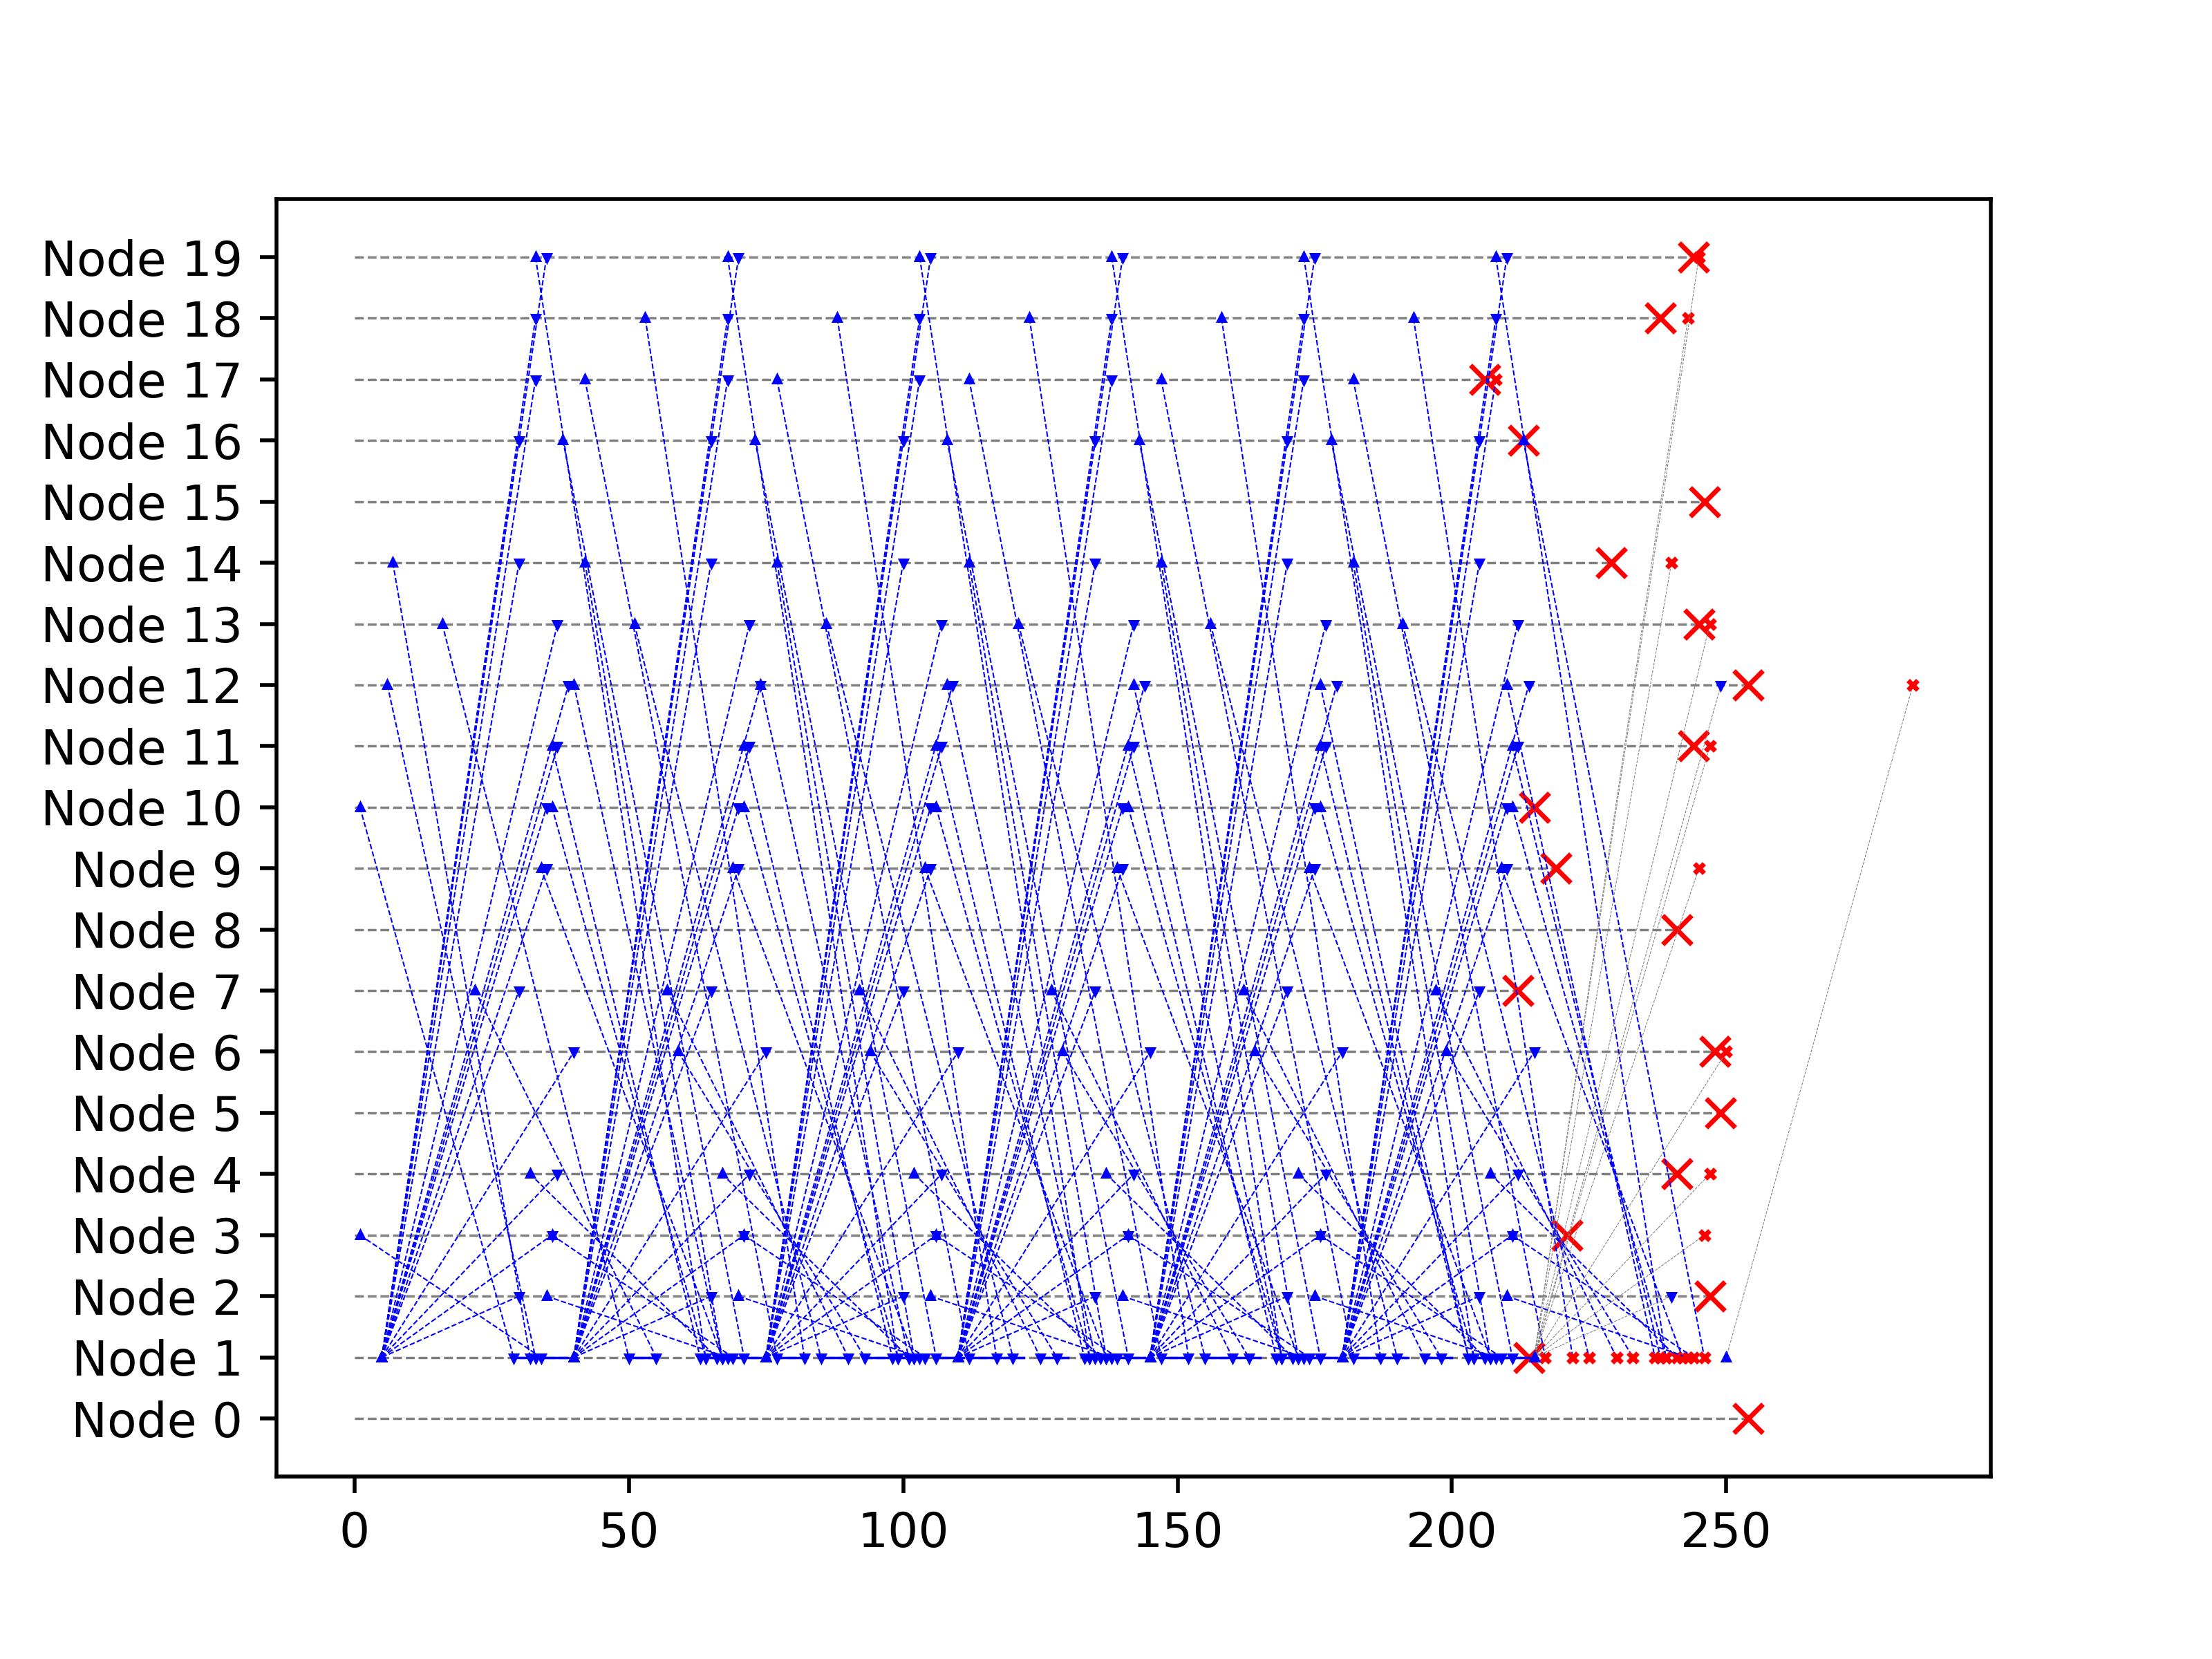 Node 19
Node 18
Node 17
Node 16
Node 15
Node 14
Node 13
Node 12
Node 11
Node 10
Node 9
Node 8
Node 7
Node 6
Node 5
Node 4
Node 3
Node 2
Node 1
Node 0
0 50 100 150 200 250